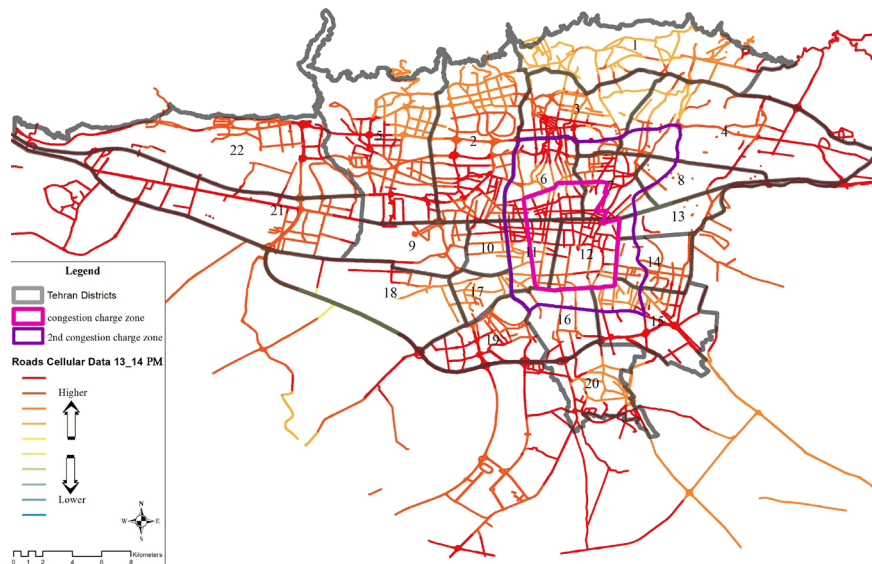 1
3
4
5
2
22
6
8
21
13
9
10
11
12
14
18
17
16
15
19
20
Legend
Tehran Districts
congestion charge zone
2nd congestion charge zone
Roads Cellular Data 13_14 PM
Higher
Lower
N
W E
S
Kilometers
0 1 2 4 6 8